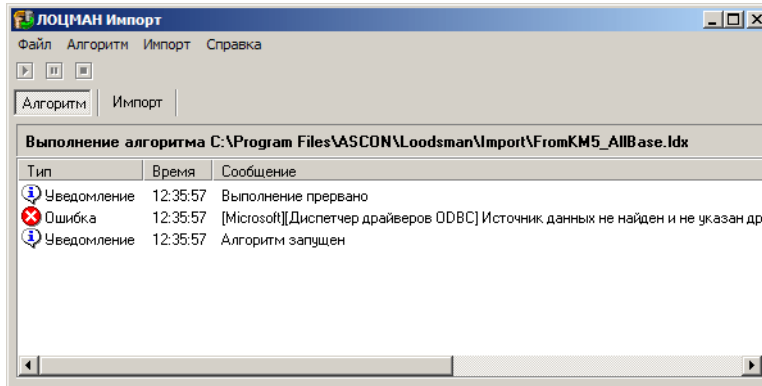 ЛОЦМАН Импорт
Файл Алгоритм Импорт Справка
Алгоритм Импорт
Выполнение алгоритма C:\Program Files\ASCON\Loodsman\Import\FromKM5_AllBase.ldx
Тип Время Сообщение
Уведомление 12:35:57 Выполнение прервано
Ошибка 12:35:57 [Microsoft][Диспетчер драйверов ODBC] Источник данных не найден и не указан др
Уведомление 12:35:57 Алгоритм запущен